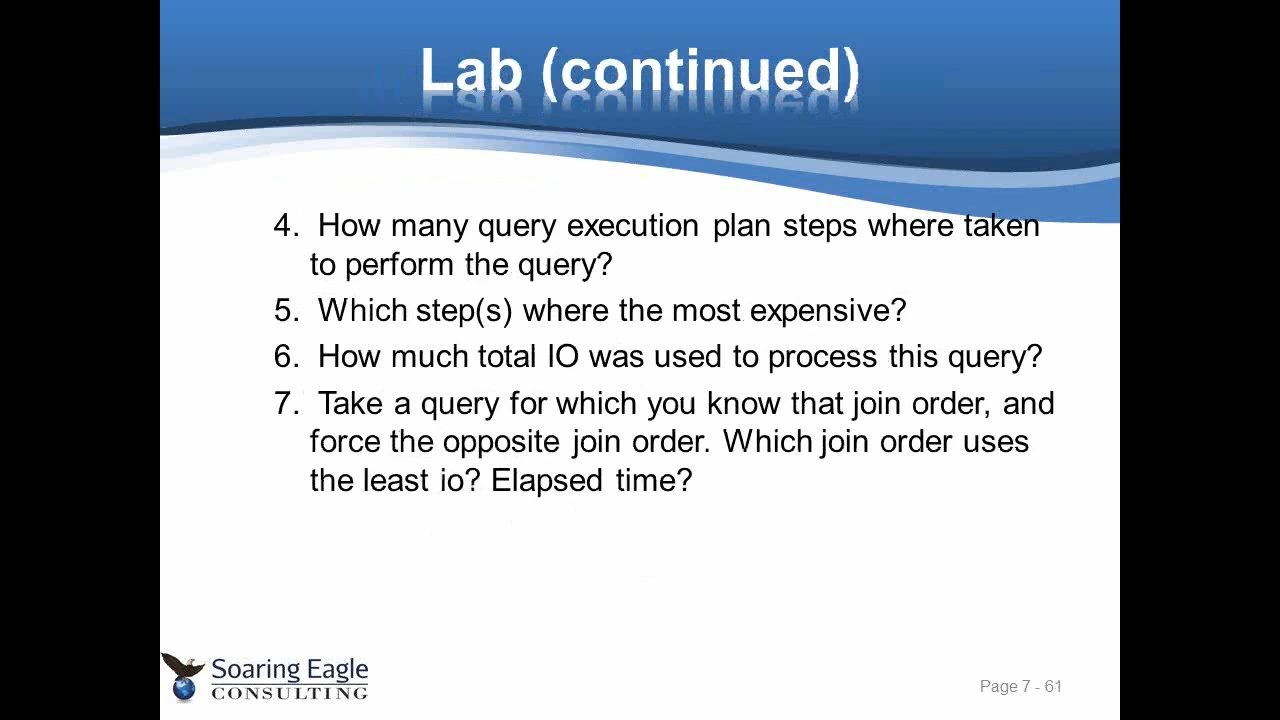 Lab (continued)
4. How many query execution plan steps where taken
to perform the query?
5. Which step(s) where the most expensive?
6. How much total IO was used to process this query?
7. Take a query for which you know that join order, and
force the opposite join order. Which join order uses
the least io? Elapsed time?
Soaring Eagle
CONSULTING
Page 7 - 61